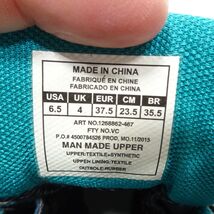 MADE IN CHINA
FABRIQUÉ EN CHINE
FABRICADO EN CHINA
USA UK EUR CM BR
6.5 4 37.5 23.5 35.5
ART NO.1268862-467
FTY NO.VC
P.O.# 4500784526 PROD MO.11/2015
MAN MADE UPPER
UPPER:TEXTILE+SYNTHETIC
UPPER LINING:TEXTILE
OUTSOLE:RUBBER